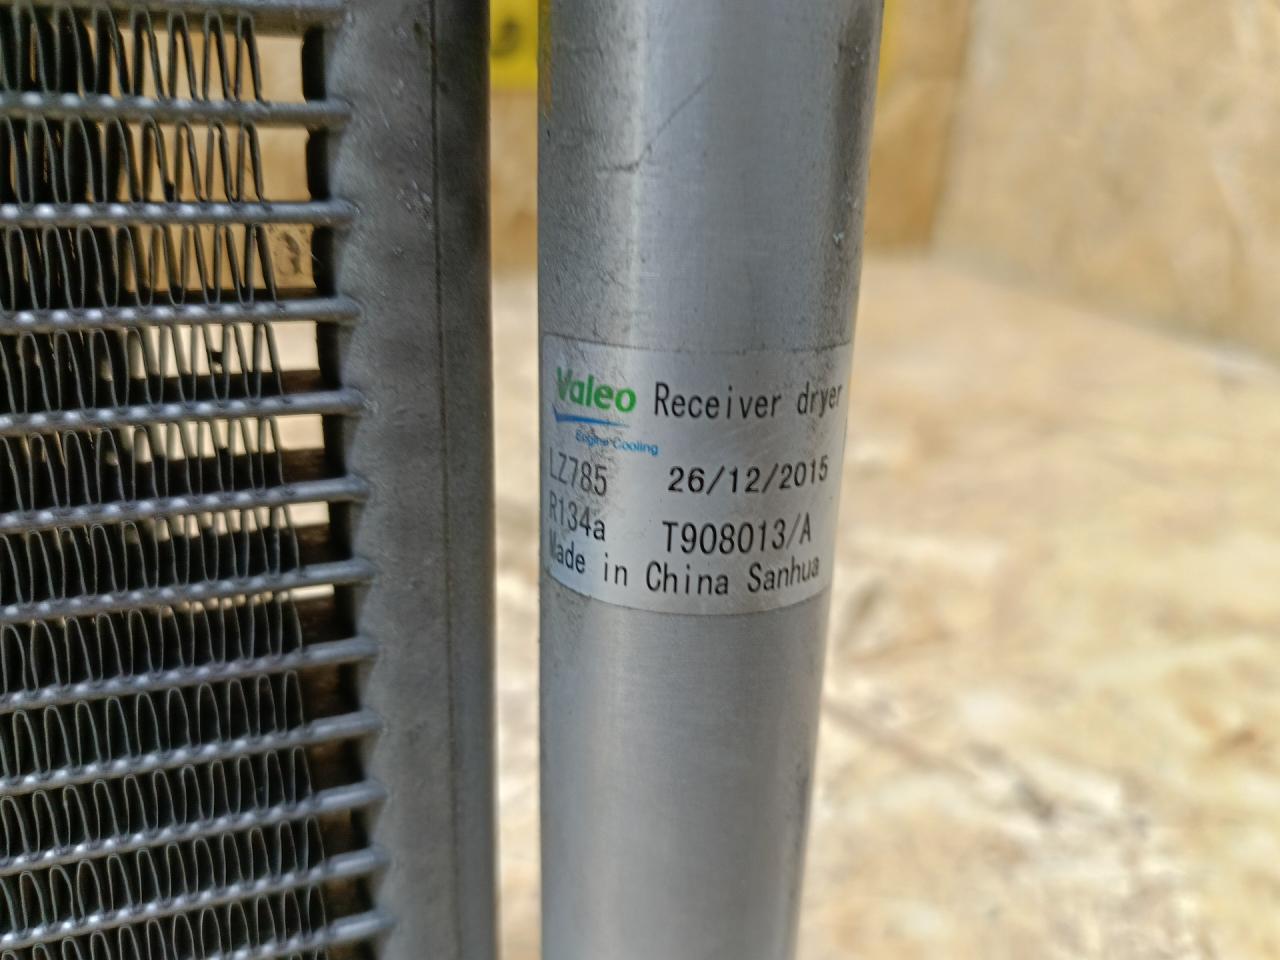 Valeo Receiver dryer
Engine Cooling
LZ785 26/12/2015
R134a T908013/A
Made in China Sanhua